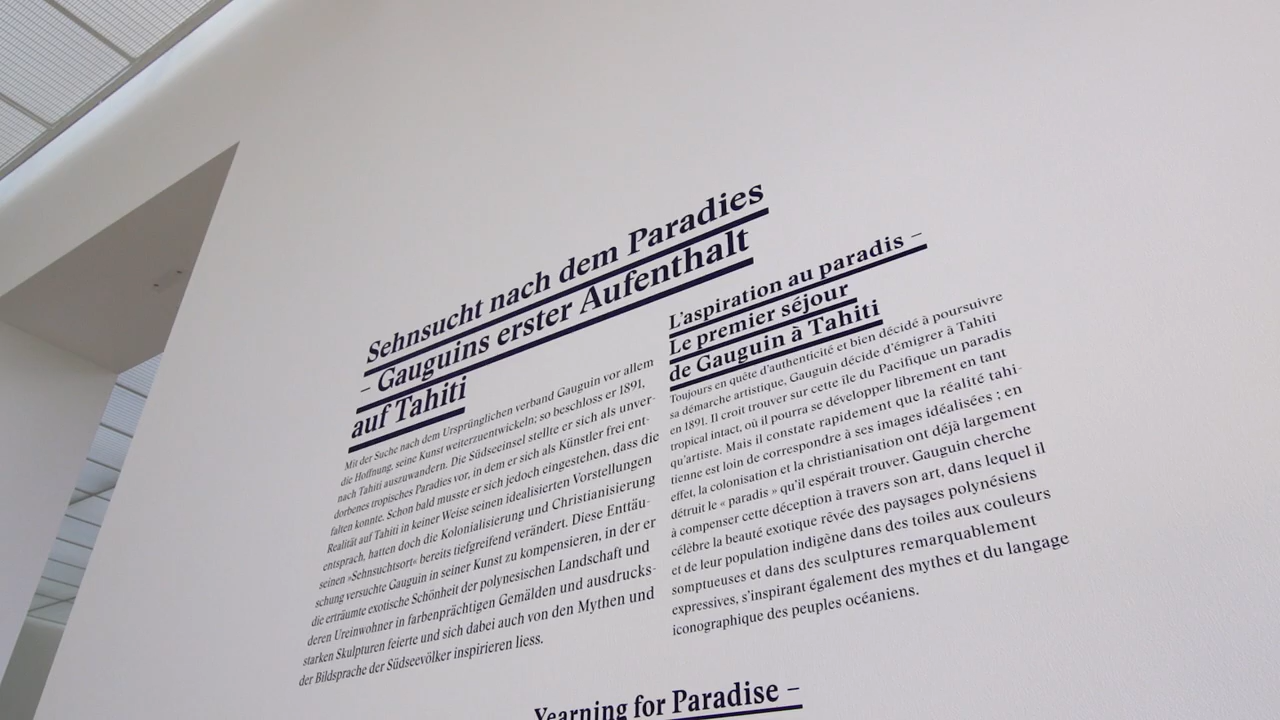 Sehnsucht nach dem Paradies
– Gauguins erster Aufenthalt
auf Tahiti
Mit der Suche nach dem Ursprünglichen verband Gauguin vor allem
die Hoffnung, seine Kunst weiterzuentwickeln; so beschloss er 1891,
nach Tahiti auszuwandern. Die Südseeinsel stellte er sich als unver-
dorbenes tropisches Paradies vor, in dem er sich als Künstler frei ent-
falten konnte. Schon bald musste er sich jedoch eingestehen, dass die
Realität auf Tahiti in keiner Weise seinen idealisierten Vorstellungen
entsprach, hatten doch die Kolonialisierung und Christianisierung
seinen »Sehnsuchtsort« bereits tiefgreifend verändert. Diese Enttäu-
schung versuchte Gauguin in seiner Kunst zu kompensieren, in der er
die erträumte exotische Schönheit der polynesischen Landschaft und
deren Ureinwohner in farbenprächtigen Gemälden und ausdrucks-
starken Skulpturen feierte und sich dabei auch von den Mythen und
der Bildsprache der Südseevölker inspirieren liess.
L'aspiration au paradis –
Le premier séjour
de Gauguin à Tahiti
Toujours en quête d'authenticité et bien décidé à poursuivre
sa démarche artistique, Gauguin décide d'émigrer à Tahiti
en 1891. Il croit trouver sur cette île du Pacifique un paradis
tropical intact, où il pourra se développer librement en tant
qu'artiste. Mais il constate rapidement que la réalité tahi-
tienne est loin de correspondre à ses images idéalisées ; en
effet, la colonisation et la christianisation ont déjà largement
détruit le « paradis » qu'il espérait trouver. Gauguin cherche
à compenser cette déception à travers son art, dans lequel il
célèbre la beauté exotique rêvée des paysages polynésiens
et de leur population indigène dans des toiles aux couleurs
somptueuses et dans des sculptures remarquablement
expressives, s'inspirant également des mythes et du langage
iconographique des peuples océaniens.
Yearning for Paradise –